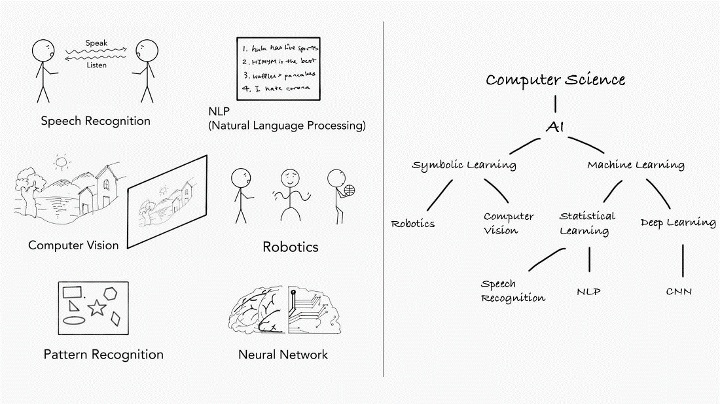 Speak
Listen
Speech Recognition
1. hulu has live sports
2. HIMYM is the best
3. waffles > pancakes
4. I hate corona
NLP
(Natural Language Processing)
Computer Vision
Robotics
Pattern Recognition
Neural Network
Computer Science
AI
Symbolic Learning
Machine Learning
Robotics
Computer
Vision
Statistical
Learning
Deep Learning
Speech
Recognition
NLP
CNN